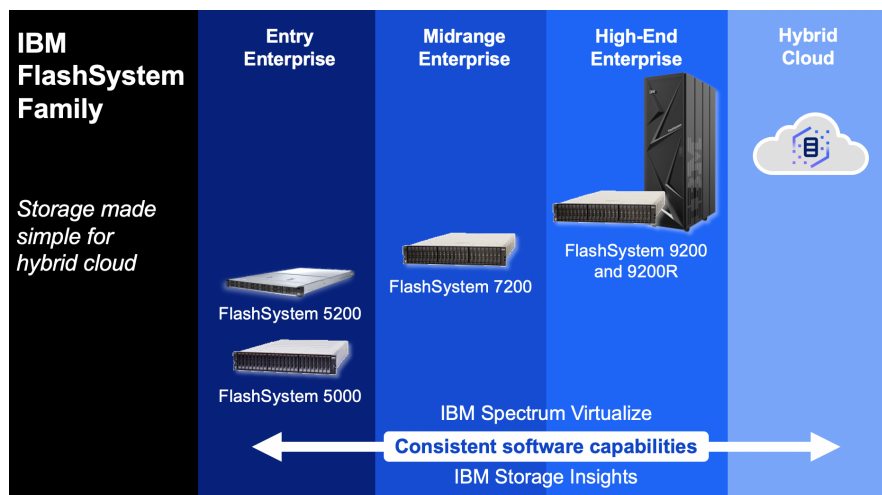 IBM
FlashSystem
Family
Storage made
simple for
hybrid cloud
Entry
Enterprise
FlashSystem 5200
FlashSystem 5000
Midrange
Enterprise
FlashSystem 7200
High-End
Enterprise
FlashSystem 9200
and 9200R
Hybrid
Cloud
IBM Spectrum Virtualize
Consistent software capabilities
IBM Storage Insights
IBM